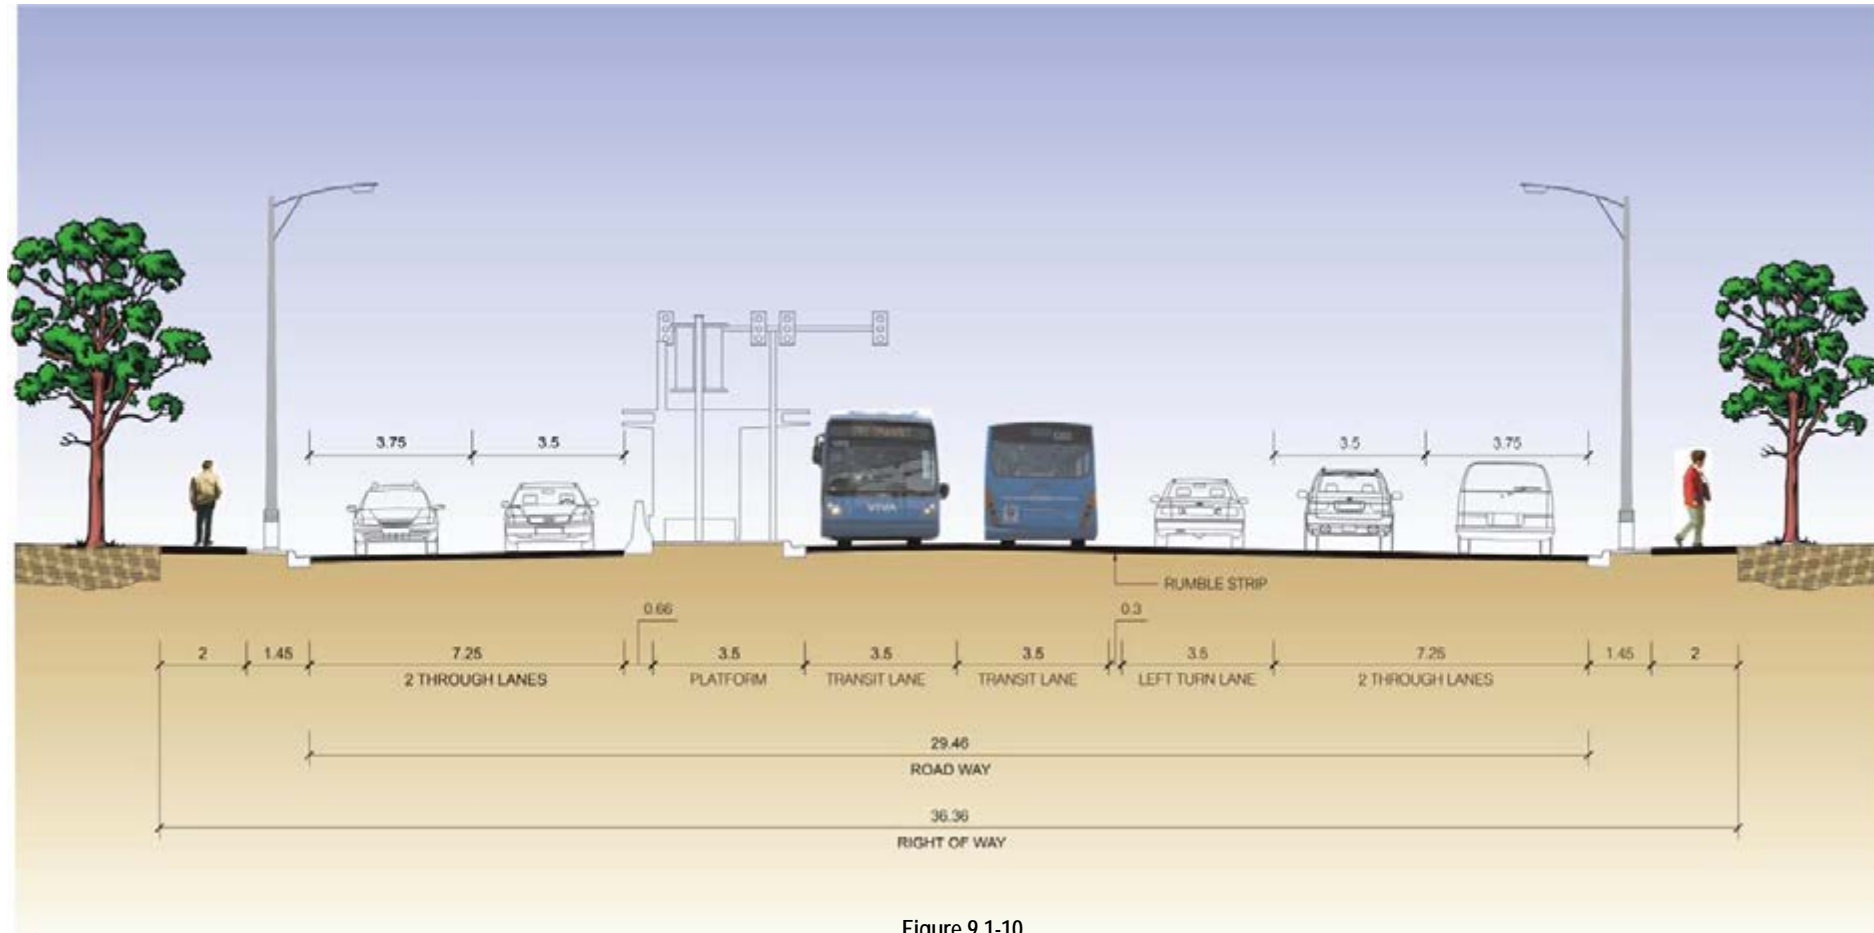 3.75 3.5 3.5 3.75
VIVA
RUMBLE STRIP
0.66 0.3
2 1.45 7.25 3.5 3.5 3.5 3.5 7.25 1.45 2
2 THROUGH LANES PLATFORM TRANSIT LANE TRANSIT LANE LEFT TURN LANE 2 THROUGH LANES
29.46
ROAD WAY
36.36
RIGHT OF WAY
Figure 9.1-10